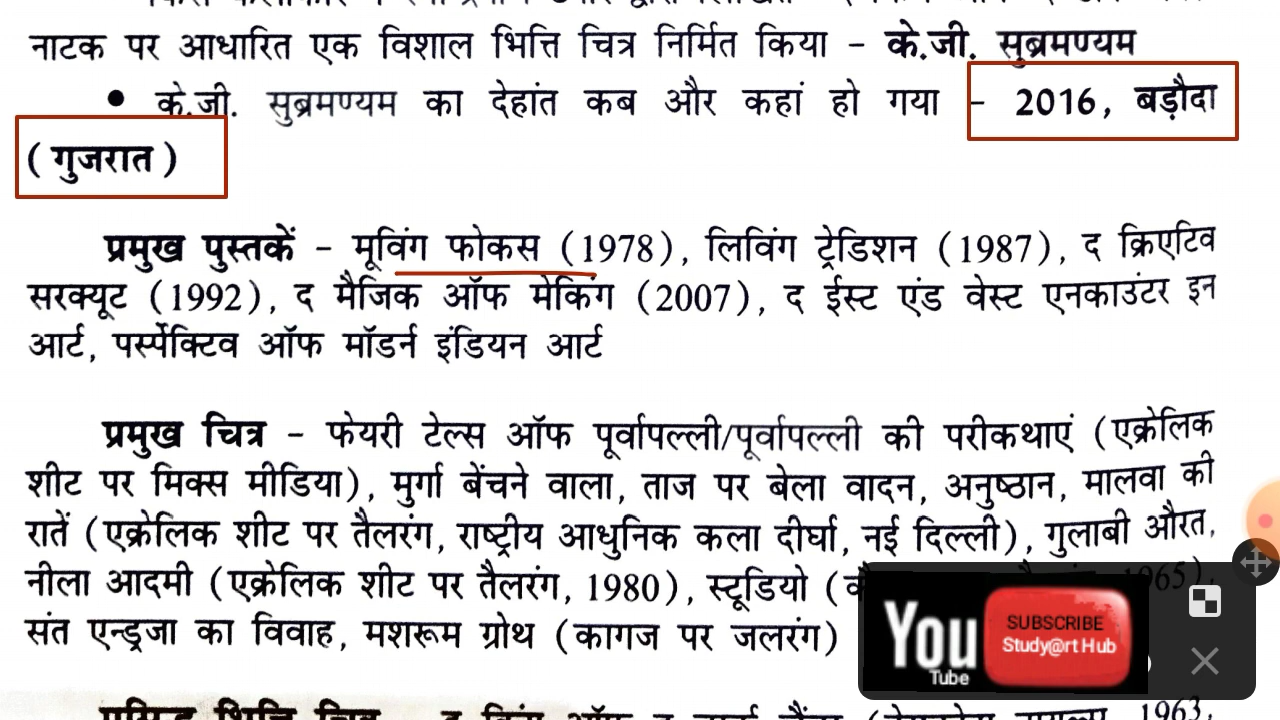 नाटक पर आधारित एक विशाल भित्ति चित्र निर्मित किया – के.जी. सुब्रमण्यम
• के.जी. सुब्रमण्यम का देहांत कब और कहां हो गया – 2016, बड़ौदा
(गुजरात)
प्रमुख पुस्तकें – मूविंग फोकस (1978), लिविंग ट्रेडिशन (1987), द क्रिएटिव
सरक्यूट (1992), द मैजिक ऑफ मेकिंग (2007), द ईस्ट एंड वेस्ट एनकाउंटर इन
आर्ट, पर्स्पेक्टिव ऑफ मॉडर्न इंडियन आर्ट
प्रमुख चित्र – फेयरी टेल्स ऑफ पूर्वापल्ली/पूर्वापल्ली की परीकथाएं (एक्रेलिक
शीट पर मिक्स मीडिया), मुर्गा बेंचने वाला, ताज पर बेला वादन, अनुष्ठान, मालवा की
रातें (एक्रेलिक शीट पर तैलरंग, राष्ट्रीय आधुनिक कला दीर्घा, नई दिल्ली), गुलाबी औरत,
नीला आदमी (एक्रेलिक शीट पर तैलरंग, 1980), स्टूडियो ( 1965),
संत एन्ड्रजा का विवाह, मशरूम ग्रोथ (कागज पर जलरंग)
You
Tube
SUBSCRIBE
Study@rt Hub